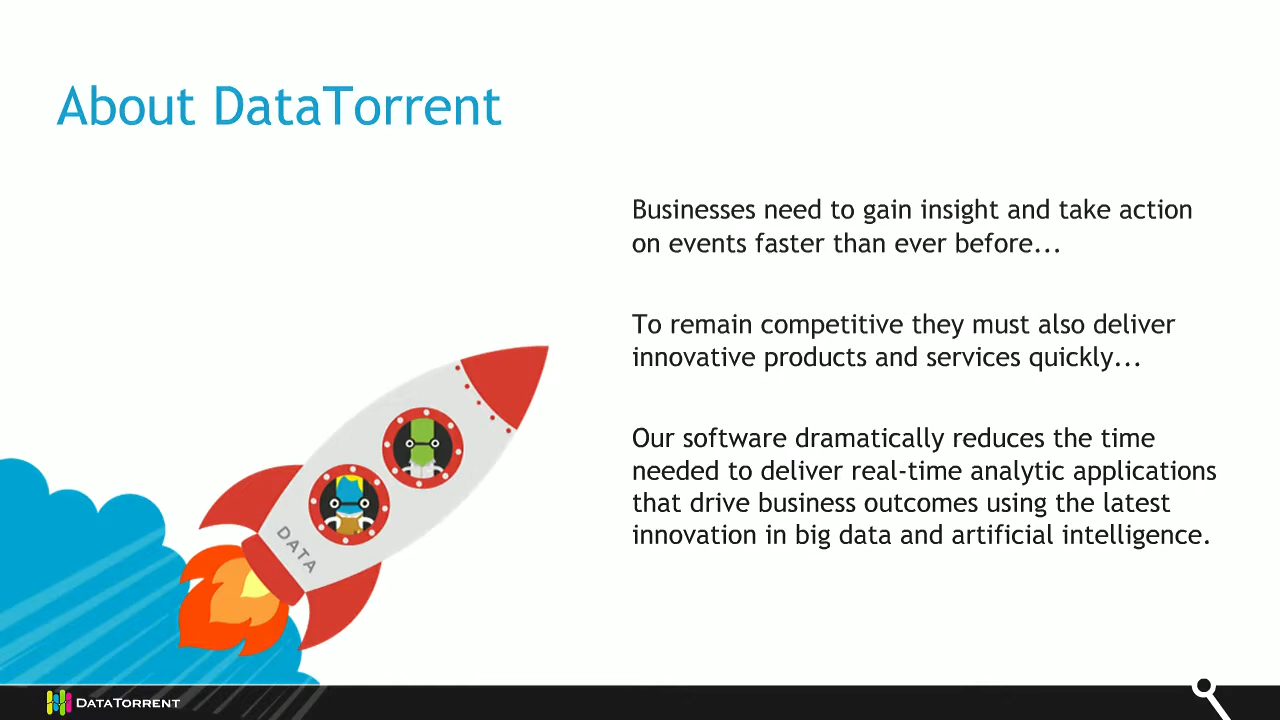 About DataTorrent
Businesses need to gain insight and take action
on events faster than ever before...
To remain competitive they must also deliver
innovative products and services quickly...
Our software dramatically reduces the time
needed to deliver real-time analytic applications
that drive business outcomes using the latest
innovation in big data and artificial intelligence.
DATA
DATATORRENT